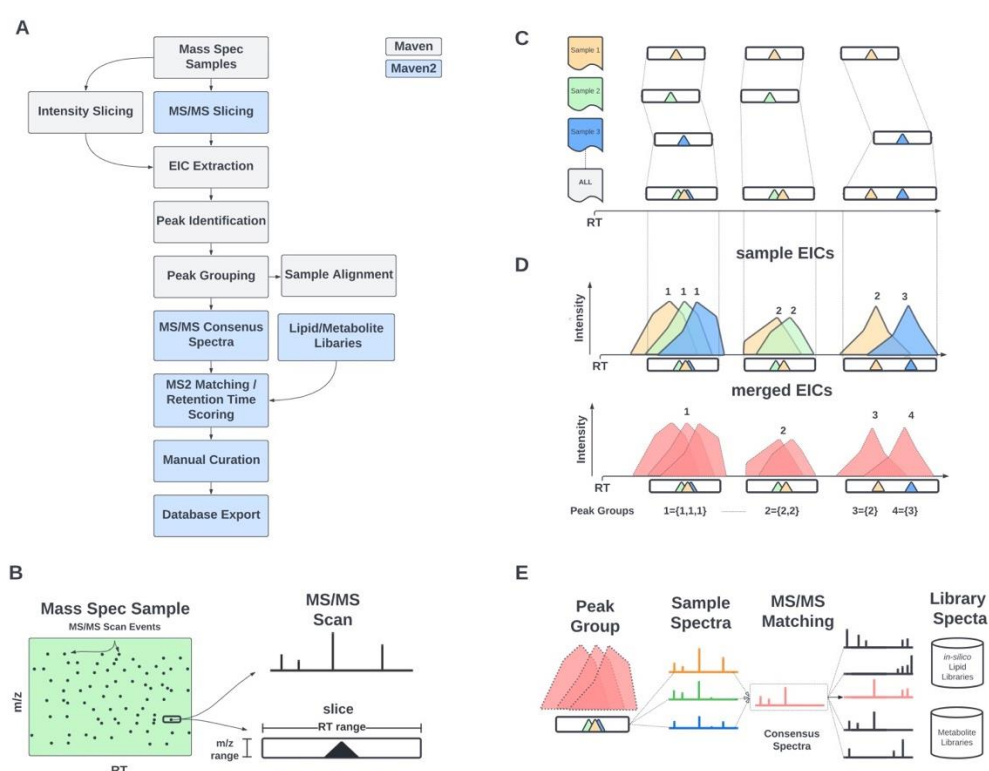 A
Mass Spec
Samples
Maven
Maven2
Intensity Slicing
MS/MS Slicing
EIC Extraction
Peak Identification
Peak Grouping
Sample Alignment
MS/MS Consenus
Spectra
Lipid/Metabolite
Libaries
MS2 Matching /
Retention Time
Scoring
Manual Curation
Database Export
B
Mass Spec Sample
MS/MS Scan Events
m/z
RT
MS/MS
Scan
slice
RT range
m/z
range
C
Sample 1
Sample 2
Sample 3
ALL
RT
sample EICs
D
Intensity
1 1 1
2 2
2 3
RT
merged EICs
Intensity
1
2
3 4
RT
Peak Groups 1={1,1,1} 2={2,2} 3={2} 4={3}
E
Peak
Group
Sample
Spectra
MS/MS
Matching
Library
Specta
in-silico
Lipid
Libraries
Consensus
Spectra
Metabolite
Libraries